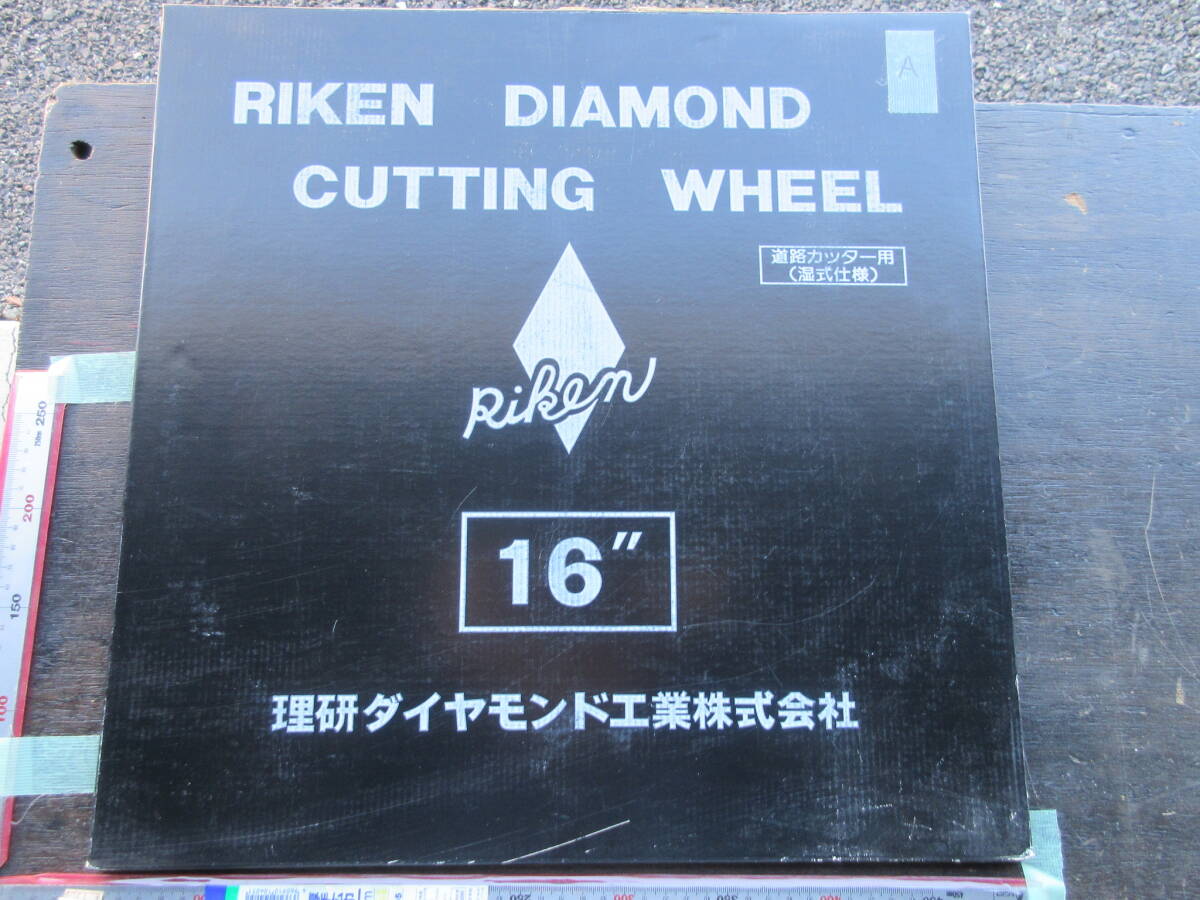 RIKEN DIAMOND
A
CUTTING WHEEL
道路カッター用
(湿式仕様)
Riken
16"
理研ダイヤモンド工業株式会社
250
200
150